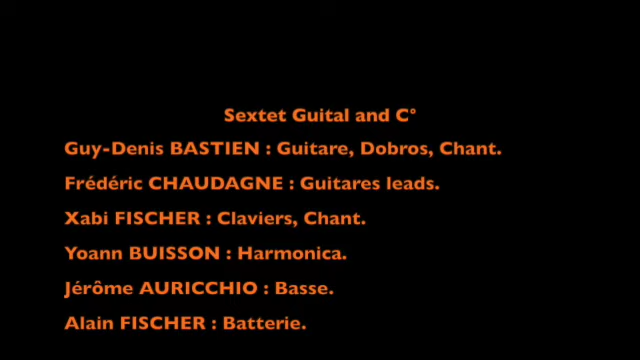 Sextet Guital and C°
Guy-Denis BASTIEN : Guitare, Dobros, Chant.
Frédéric CHAUDAGNE : Guitares leads.
Xabi FISCHER : Claviers, Chant.
Yoann BUISSON : Harmonica.
Jérôme AURICCHIO : Basse.
Alain FISCHER : Batterie.